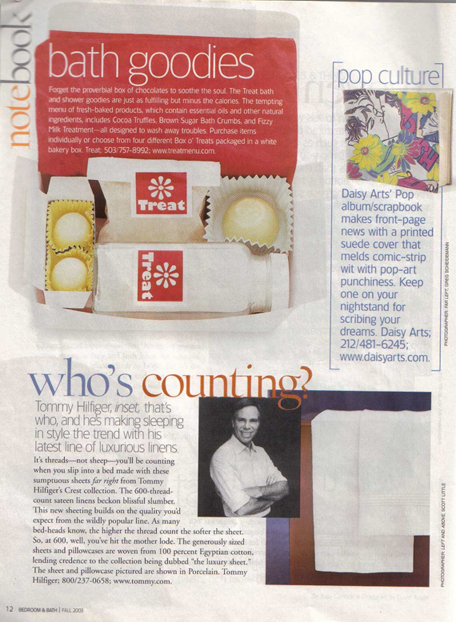 notebook
bath goodies
Forget the proverbial box of chocolates to soothe the soul. The Treat bath
and shower goodies are just as fulfilling but minus the calories. The tempting
menu of fresh-baked products, which contain essential oils and other natural
ingredients, includes Cocoa Truffles, Brown Sugar Bath Crumbs, and Fizzy
Milk Treatment—all designed to wash away troubles. Purchase items
individually or choose from four different Box o' Treats packaged in a white
bakery box. Treat; 503/757-8992; www.treatmenu.com.
Treat
Treat
[pop culture]
Daisy Arts' Pop
album/scrapbook
makes front-page
news with a printed
suede cover that
melds comic-strip
wit with pop-art
punchiness. Keep
one on your
nightstand for
scribing your
dreams. Daisy Arts;
212/481-6245;
www.daisyarts.com.
PHOTOGRAPHER: FAR LEFT, GREG SCHEIDEMANN
who's counting?
Tommy Hilfiger, inset, that's
who, and he's making sleeping
in style the trend with his
latest line of luxurious linens.
It's threads—not sheep—you'll be counting
when you slip into a bed made with these
sumptuous sheets far right from Tommy
Hilfiger's Crest collection. The 600-thread-
count sateen linens beckon blissful slumber.
This new sheeting builds on the quality you'd
expect from the wildly popular line. As many
bed-heads know, the higher the thread count the softer the sheet.
So, at 600, well, you've hit the mother lode. The generously sized
sheets and pillowcases are woven from 100 percent Egyptian cotton,
lending credence to the collection being dubbed "the luxury sheet."
The sheet and pillowcase pictured are shown in Porcelain. Tommy
Hilfiger; 800/237-0658; www.tommy.com.
PHOTOGRAPHER: LEFT AND ABOVE, SCOTT LITTLE
12 BEDROOM & BATH | FALL 2005